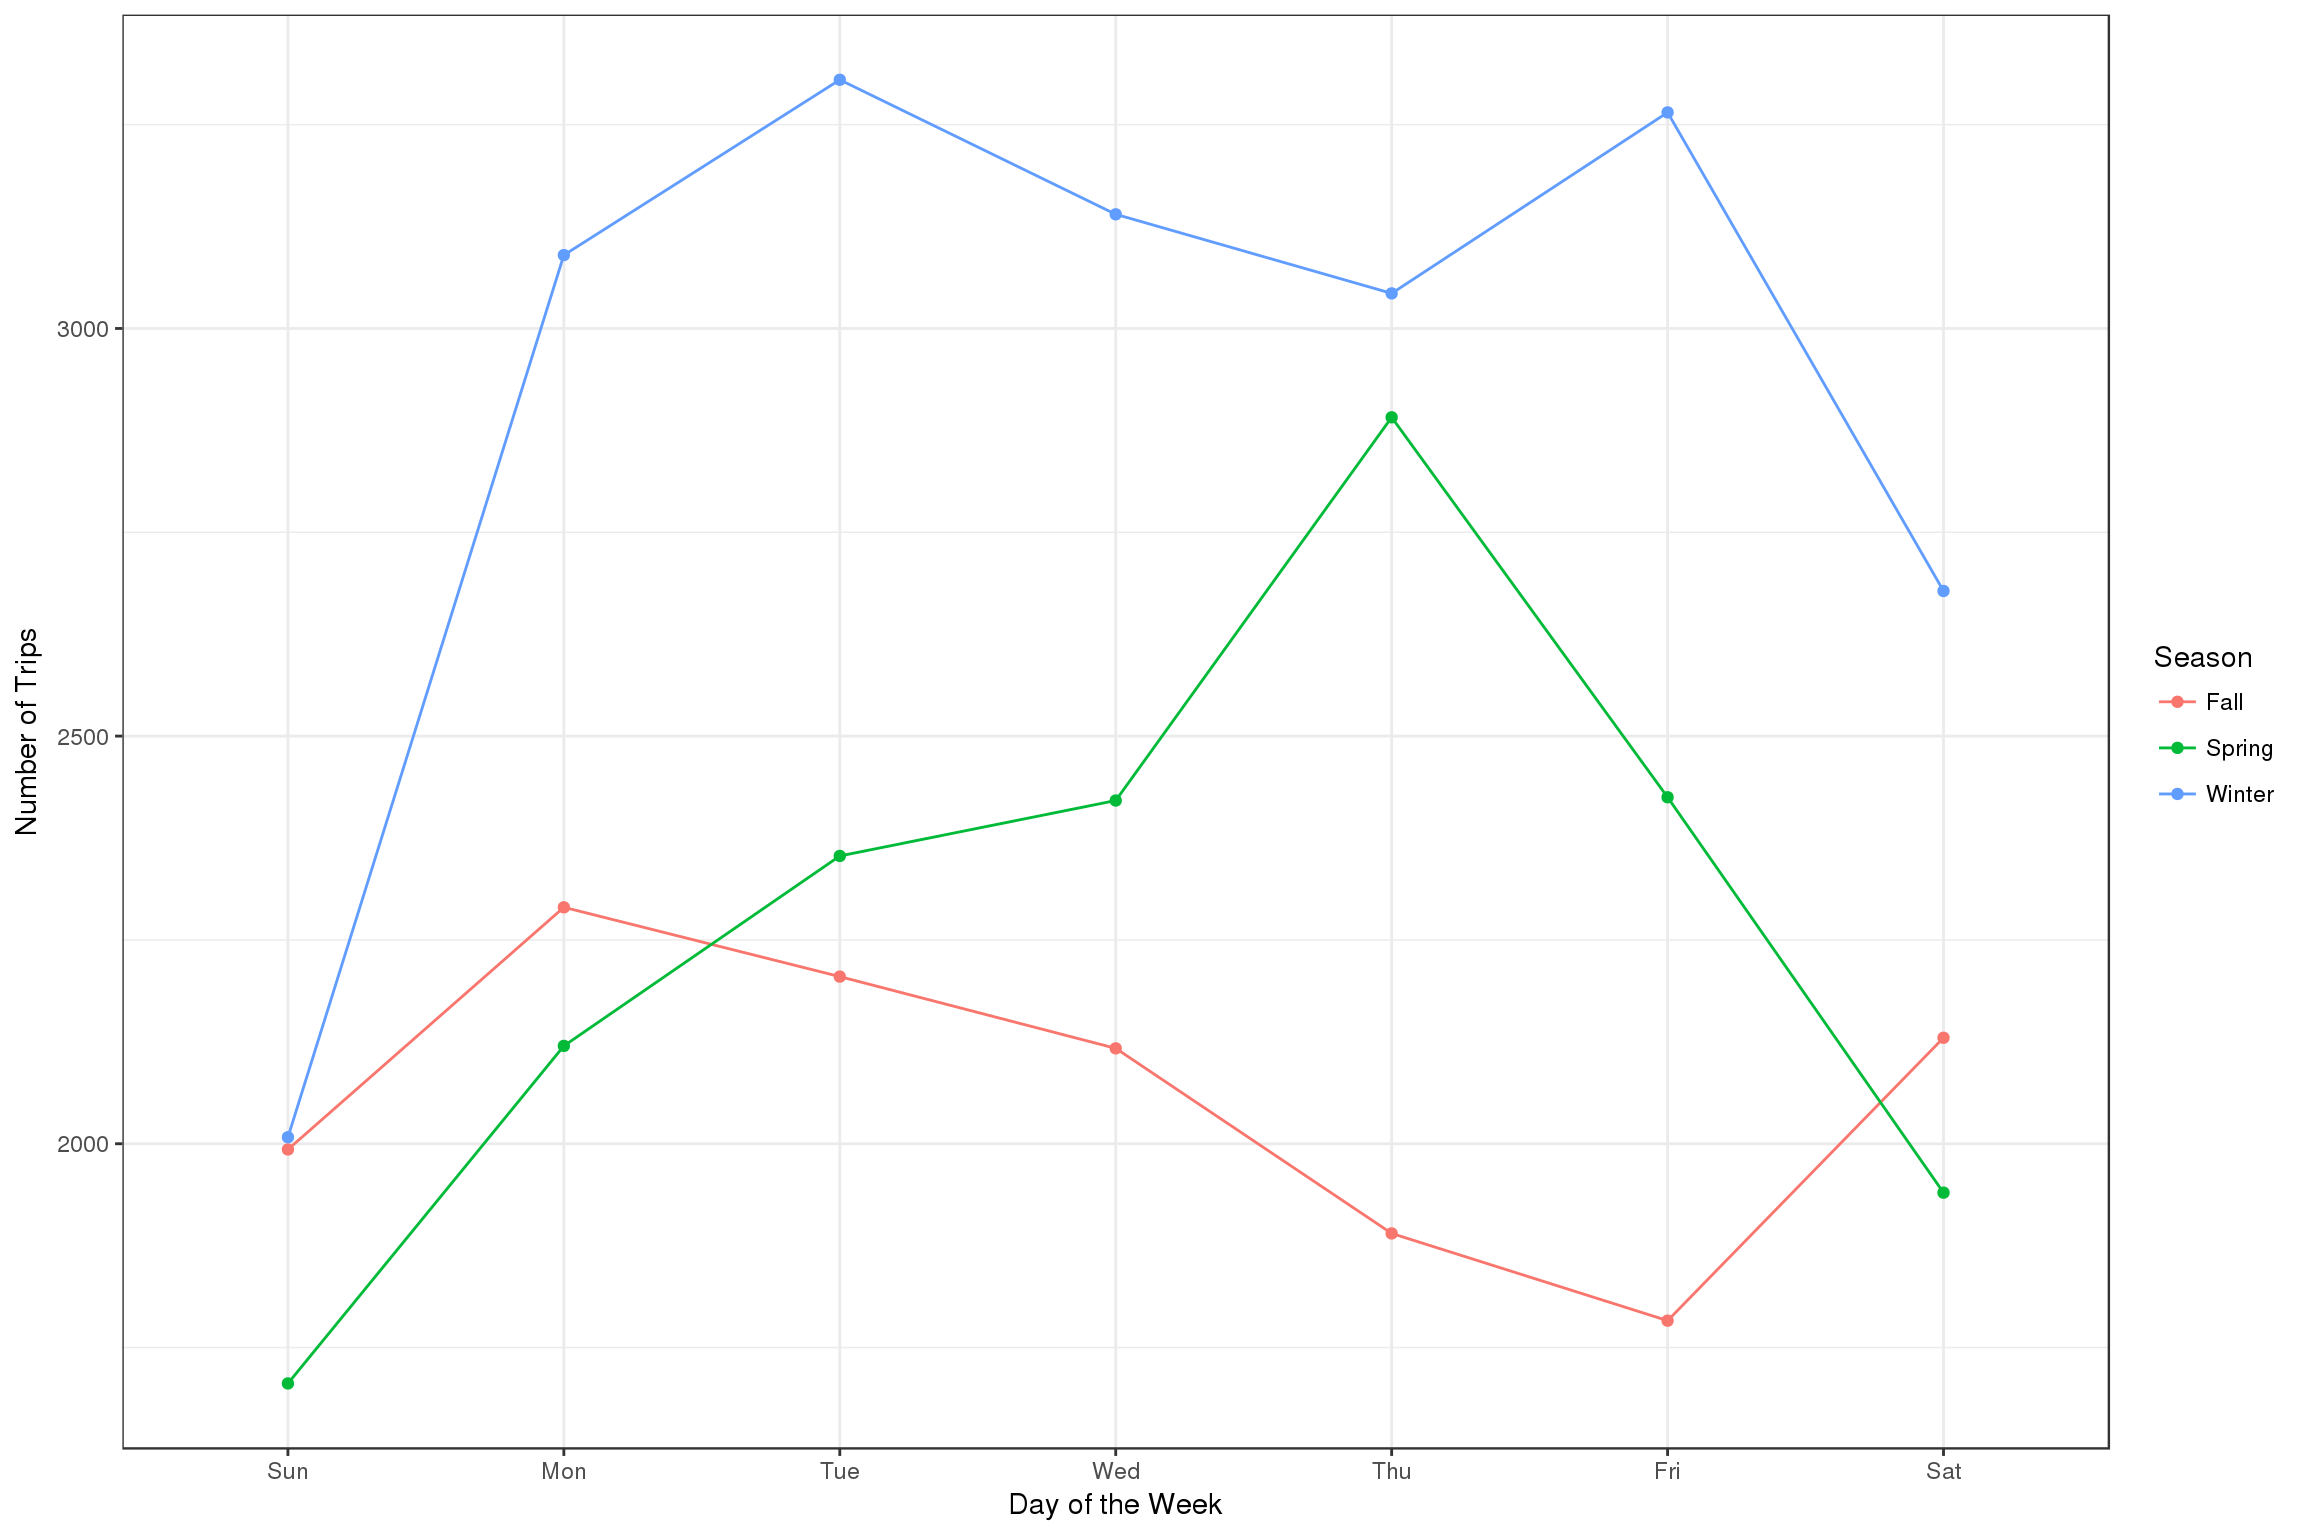 Number of Trips
3000
2500
2000
Sun Mon Tue Wed Thu Fri Sat
Day of the Week
Season
Fall
Spring
Winter